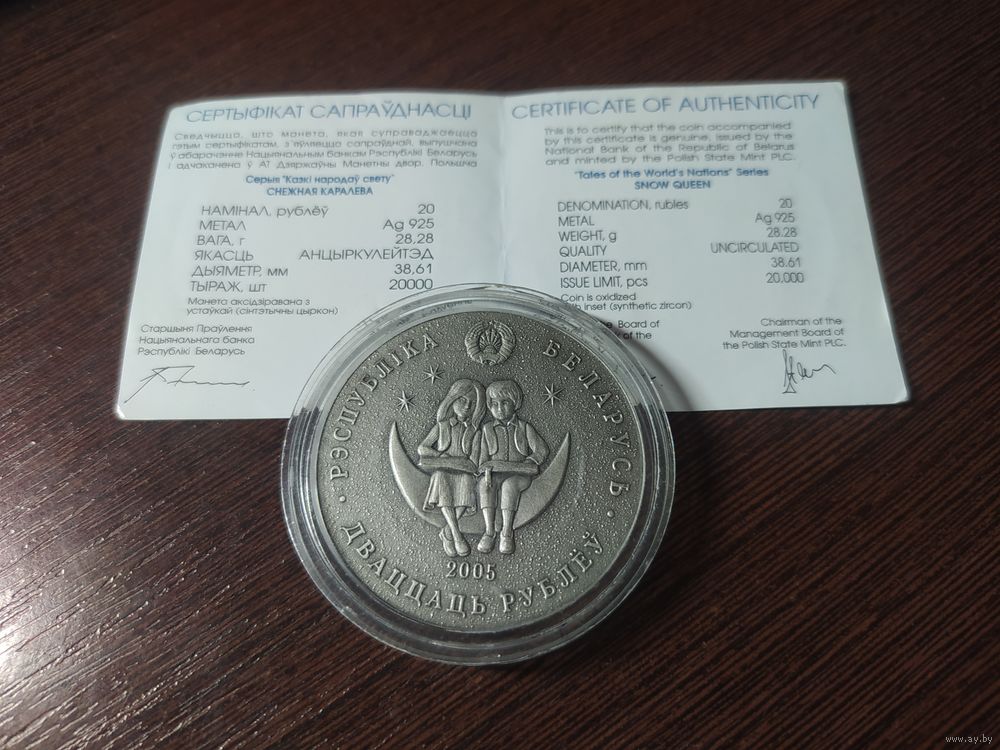 СЕРТЫФІКАТ САПРАЎДНАСЦІ
Сведчыцца, што манета, якая суправаджаецца
гэтым сертыфікатам, з'яўляецца сапраўднай, выпушчана
ў абарачэнне Нацыянальным банкам Рэспублікі Беларусь
і адчаканена ў АТ Дзяржаўны Манетны двор, Польшча
Серыя "Казкі народаў свету"
СНЕЖНАЯ КАРАЛЕВА
НАМІНАЛ, рублёў 20
МЕТАЛ Ag 925
ВАГА, г 28,28
ЯКАСЦЬ АНЦЫРКУЛЕЙТЭД
ДЫЯМЕТР, мм 38,61
ТЫРАЖ, шт 20000
Манета аксідзіравана з
устаўкай (сінтэтычны цыркон)
Старшыня Праўлення
Нацыянальнага банка
Рэспублікі Беларусь
CERTIFICATE OF AUTHENTICITY
This is to certify that the coin accompanied
by this certificate is genuine, issued by the
National Bank of the Republic of Belarus
and minted by the Polish State Mint PLC.
"Tales of the World's Nations" Series
SNOW QUEEN
DENOMINATION, rubles 20
METAL Ag 925
WEIGHT, g 28.28
QUALITY UNCIRCULATED
DIAMETER, mm 38.61
ISSUE LIMIT, pcs 20,000
Coin is oxidized
inset (synthetic zircon)
Board of
of the
Chairman of the
Management Board of
the Polish State Mint PLC.
РЭСПУБЛІКА БЕЛАРУСЬ
2005
ДВАЦЦАЦЬ РУБЛЁЎ
www.ay.by